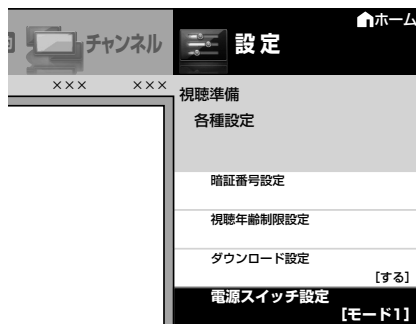 ホーム
チャンネル
設定
××× ×××
視聴準備
各種設定
暗証番号設定
視聴年齢制限設定
ダウンロード設定
[する]
電源スイッチ設定
[モード1]